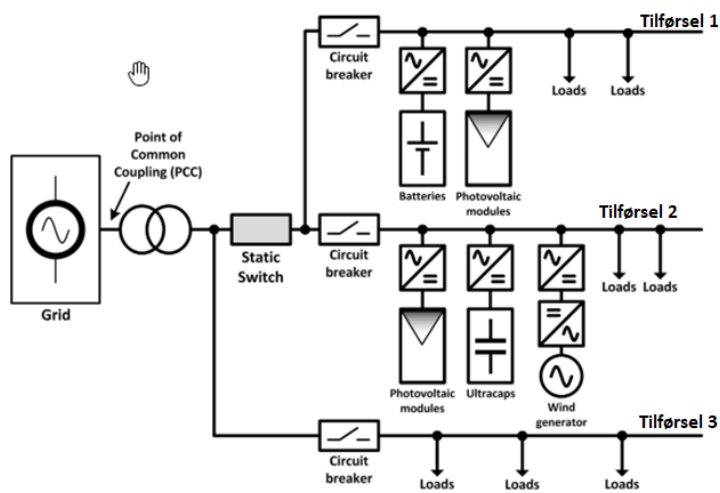 Tilførsel 1
Circuit
breaker
Loads
Loads
Point of
Common
Coupling (PCC)
Batteries
Photovoltaic
modules
Tilførsel 2
Static
Switch
Circuit
breaker
Loads
Loads
Grid
Photovoltaic
modules
Ultracaps
Wind
generator
Tilførsel 3
Circuit
breaker
Loads
Loads
Loads